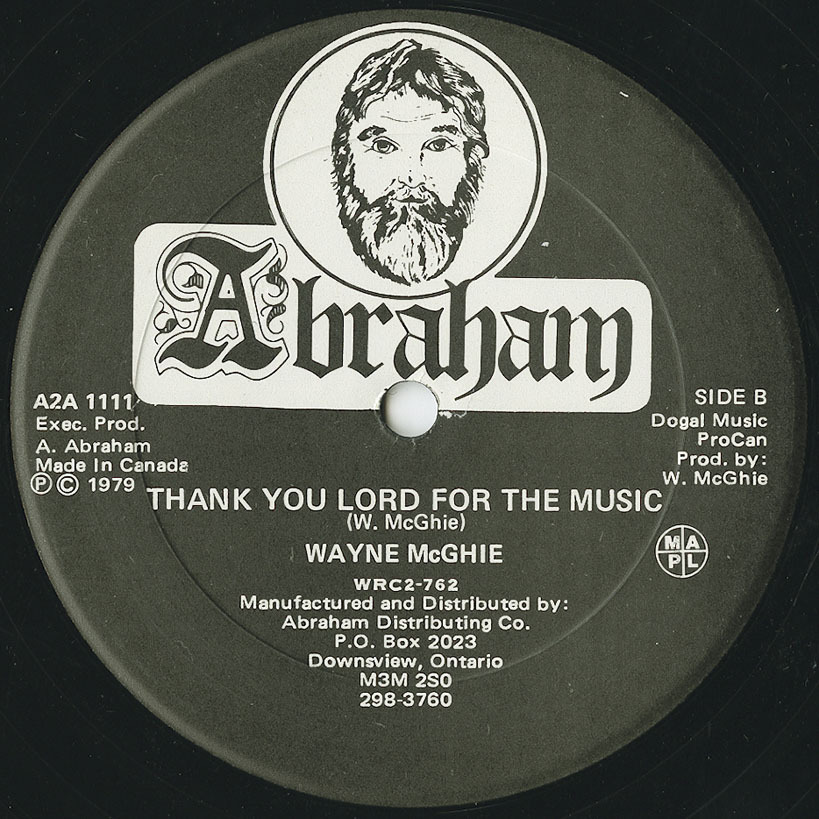 Abraham
A2A 1111
Exec. Prod.
A. Abraham
Made In Canada
Ⓟ © 1979
SIDE B
Dogal Music
ProCan
Prod. by:
W. McGhie
THANK YOU LORD FOR THE MUSIC
(W. McGhie)
WAYNE McGHIE
MAPL
WRC2-762
Manufactured and Distributed by:
Abraham Distributing Co.
P.O. Box 2023
Downsview, Ontario
M3M 2S0
298-3760